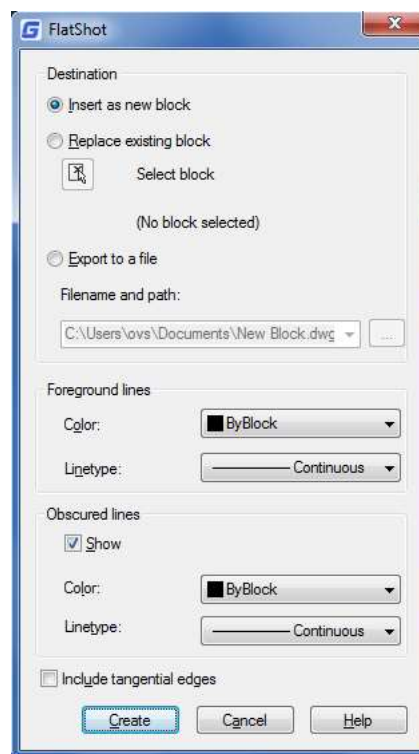 FlatShot
Destination
Insert as new block
Replace existing block
Select block
(No block selected)
Export to a file
Filename and path:
C:\Users\ovs\Documents\New Block.dwg
...
Foreground lines
Color:
ByBlock
Linetype:
Continuous
Obscured lines
Show
Color:
ByBlock
Linetype:
Continuous
Include tangential edges
Create
Cancel
Help